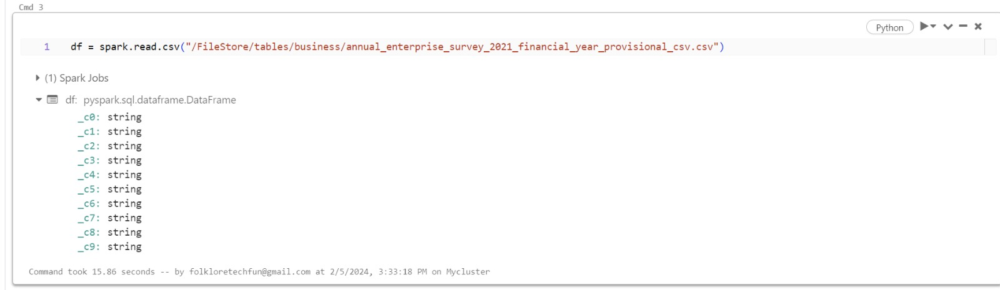 Cmd 3
Python
1 df = spark.read.csv("/FileStore/tables/business/annual_enterprise_survey_2021_financial_year_provisional_csv.csv")
(1) Spark Jobs
df: pyspark.sql.dataframe.DataFrame
_c0: string
_c1: string
_c2: string
_c3: string
_c4: string
_c5: string
_c6: string
_c7: string
_c8: string
_c9: string
Command took 15.86 seconds -- by folkloretechfun@gmail.com at 2/5/2024, 3:33:18 PM on Mycluster